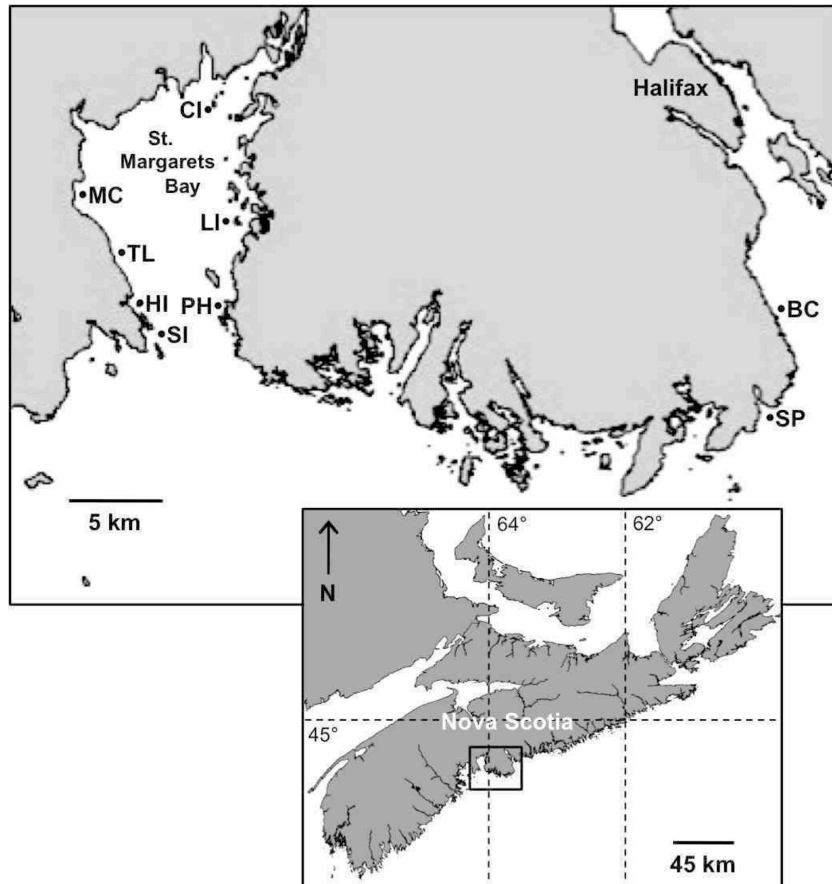 Halifax
CI
St.
Margarets
Bay
MC
LI
TL
HI
PH
BC
SI
SP
5 km
64°
62°
N
45°
Nova Scotia
45 km